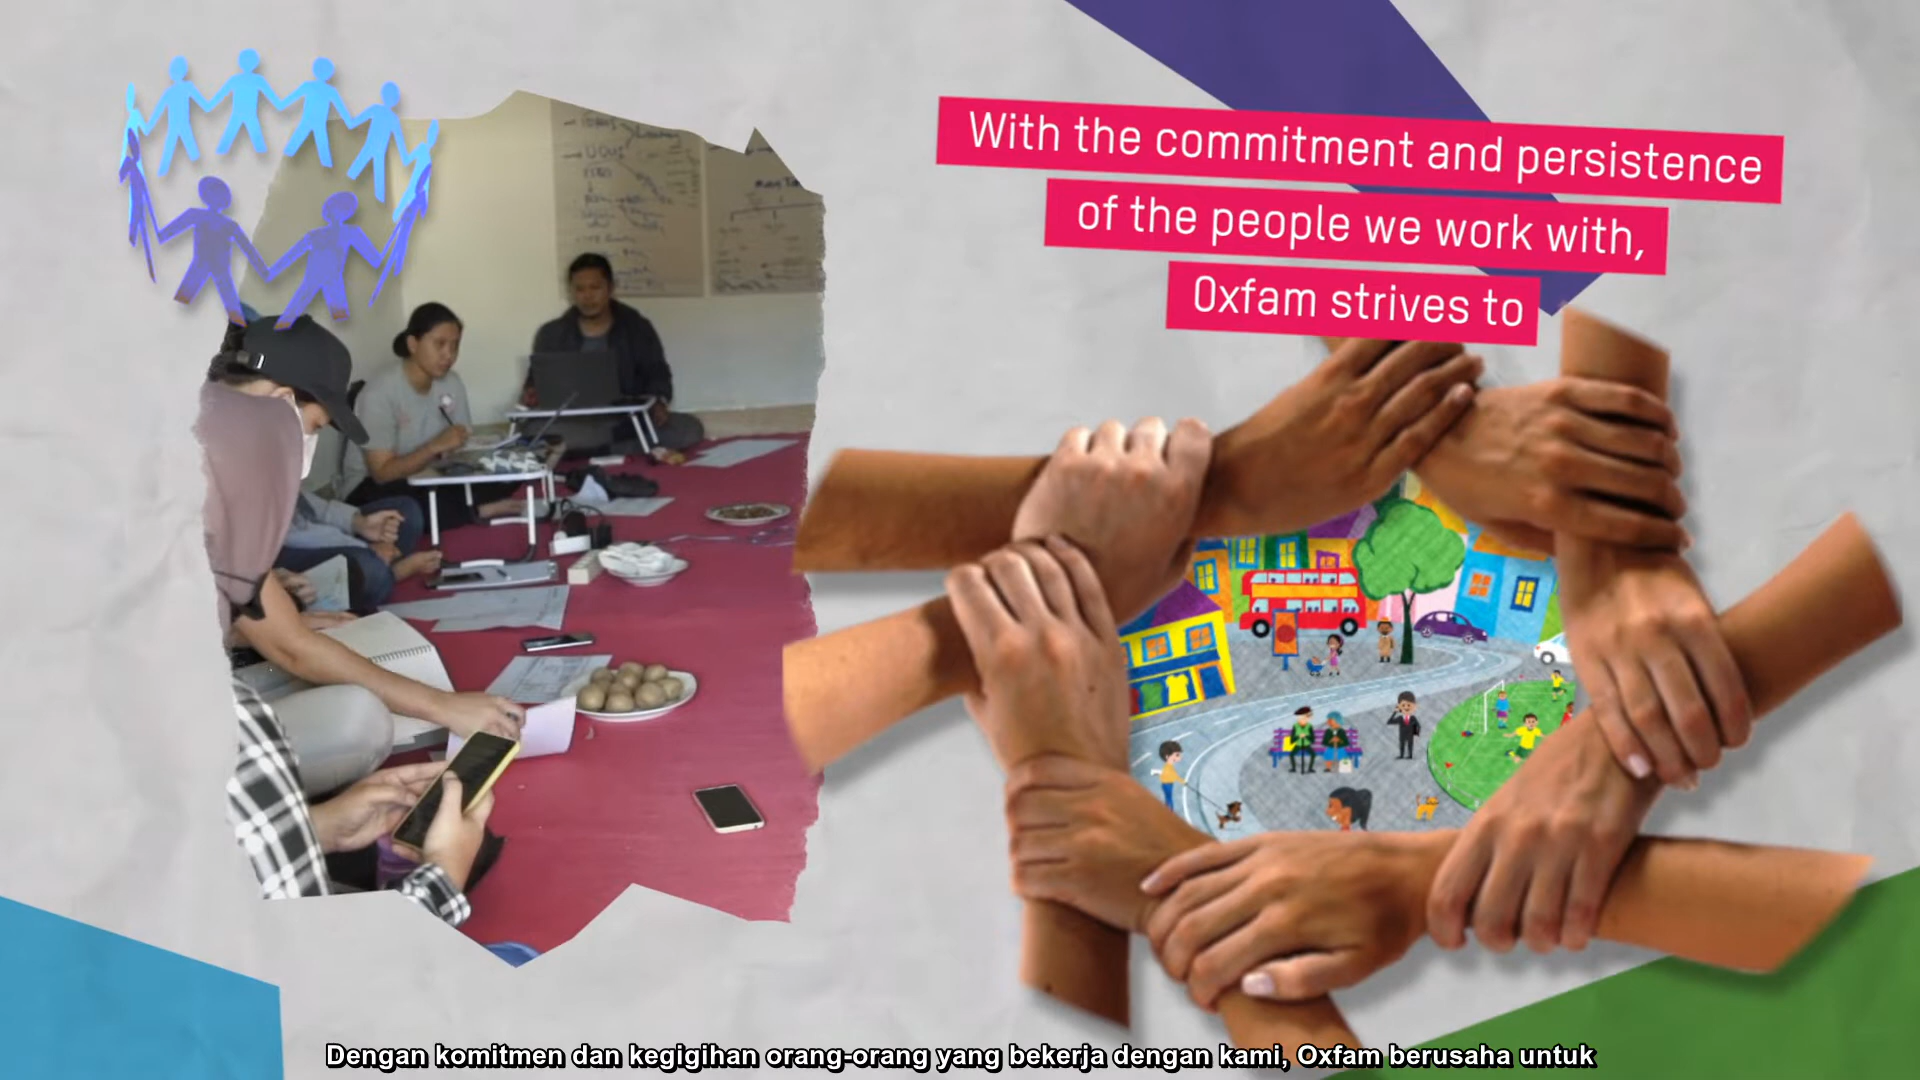 With the commitment and persistence
of the people we work with,
Oxfam strives to
Dengan komitmen dan kegigihan orang-orang yang bekerja dengan kami, Oxfam berusaha untuk